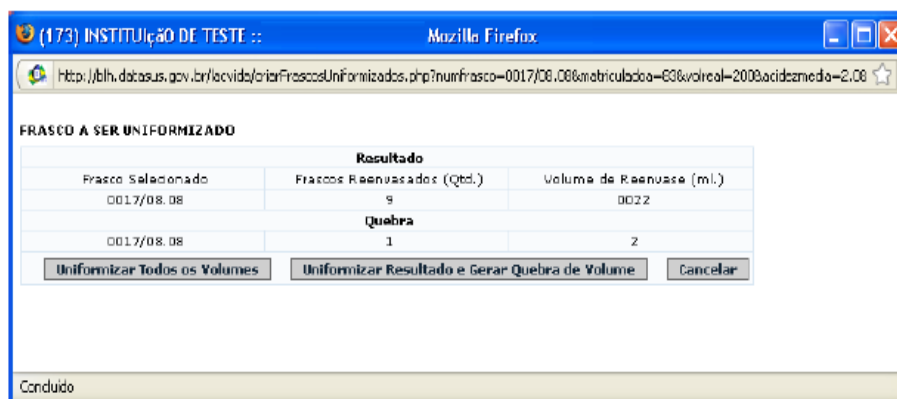 (173) INSTITUIçãO DE TESTE :: Mozilla Firefox
http://blh.datasus.gov.br/lacvida/criarFrascosUniformizados.php?numfrasco=0017/08.08&matriculadoa=83&volreal=200&acidezmedia=2.08
FRASCO A SER UNIFORMIZADO
Resultado
Frasco Selecionado Frascos Reenvasados (Qtd.) Volume de Reenvase (ml.)
0017/08.08 9 0022
Quebra
0017/08.08 1 2
Uniformizar Todos os Volumes Uniformizar Resultado e Gerar Quebra de Volume Cancelar
Concluído